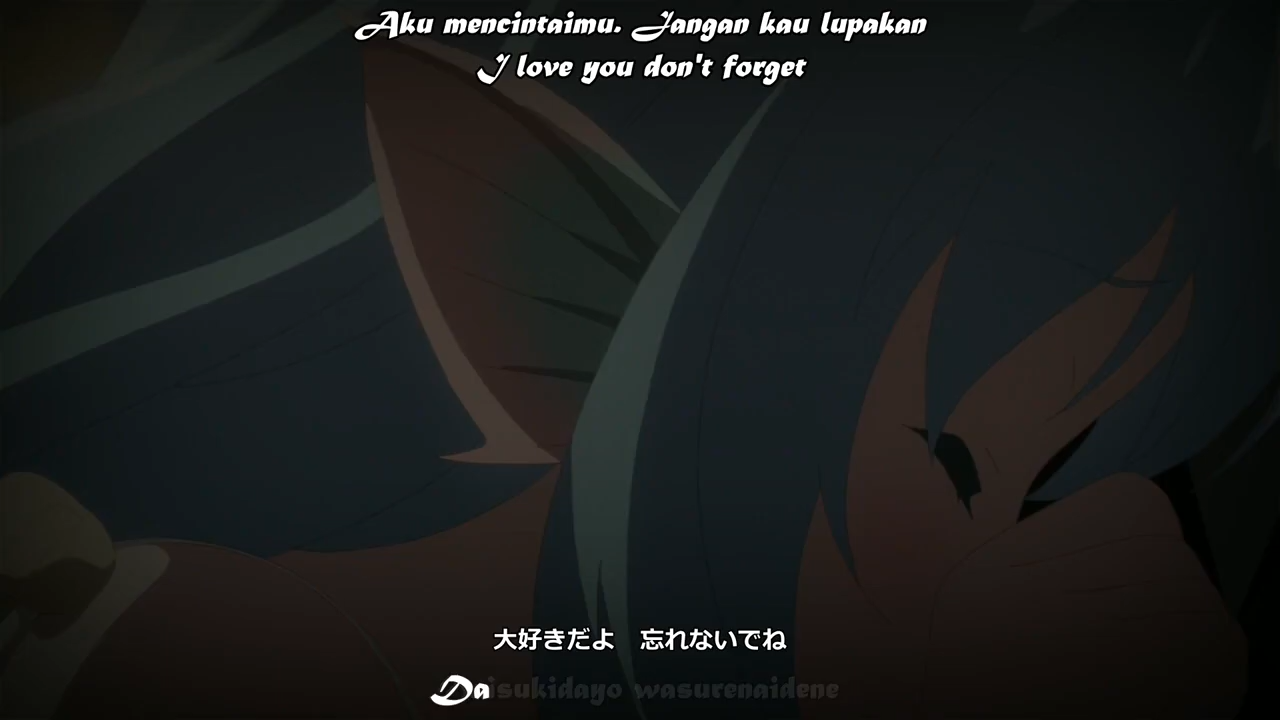 Aku mencintaimu. Jangan kau lupakan
I love you don't forget
大好きだよ　忘れないでね
Daisukidayo wasurenaidene